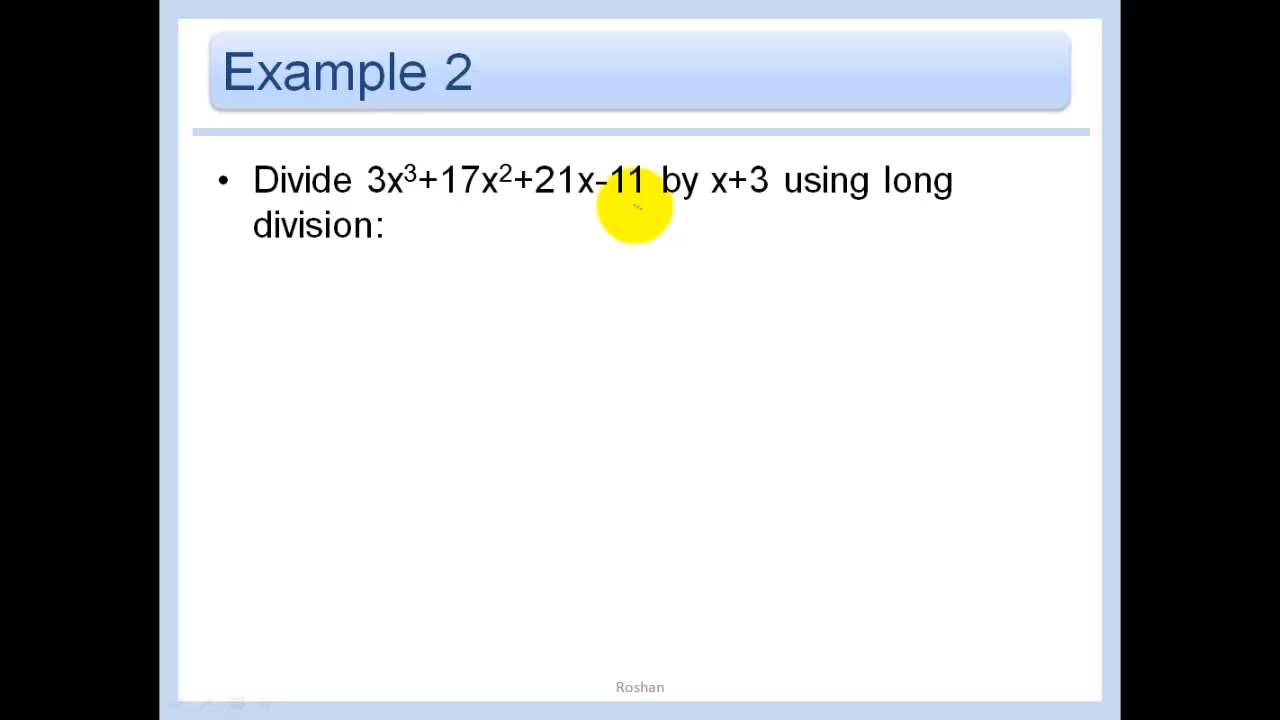 Example 2
• Divide 3x³+17x²+21x-11 by x+3 using long
division:
Roshan